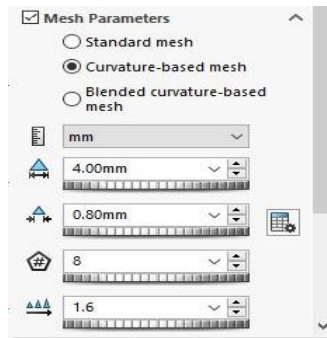 Mesh Parameters
Standard mesh
Curvature-based mesh
Blended curvature-based
mesh
mm
4.00mm
0.80mm
#
8
1.6